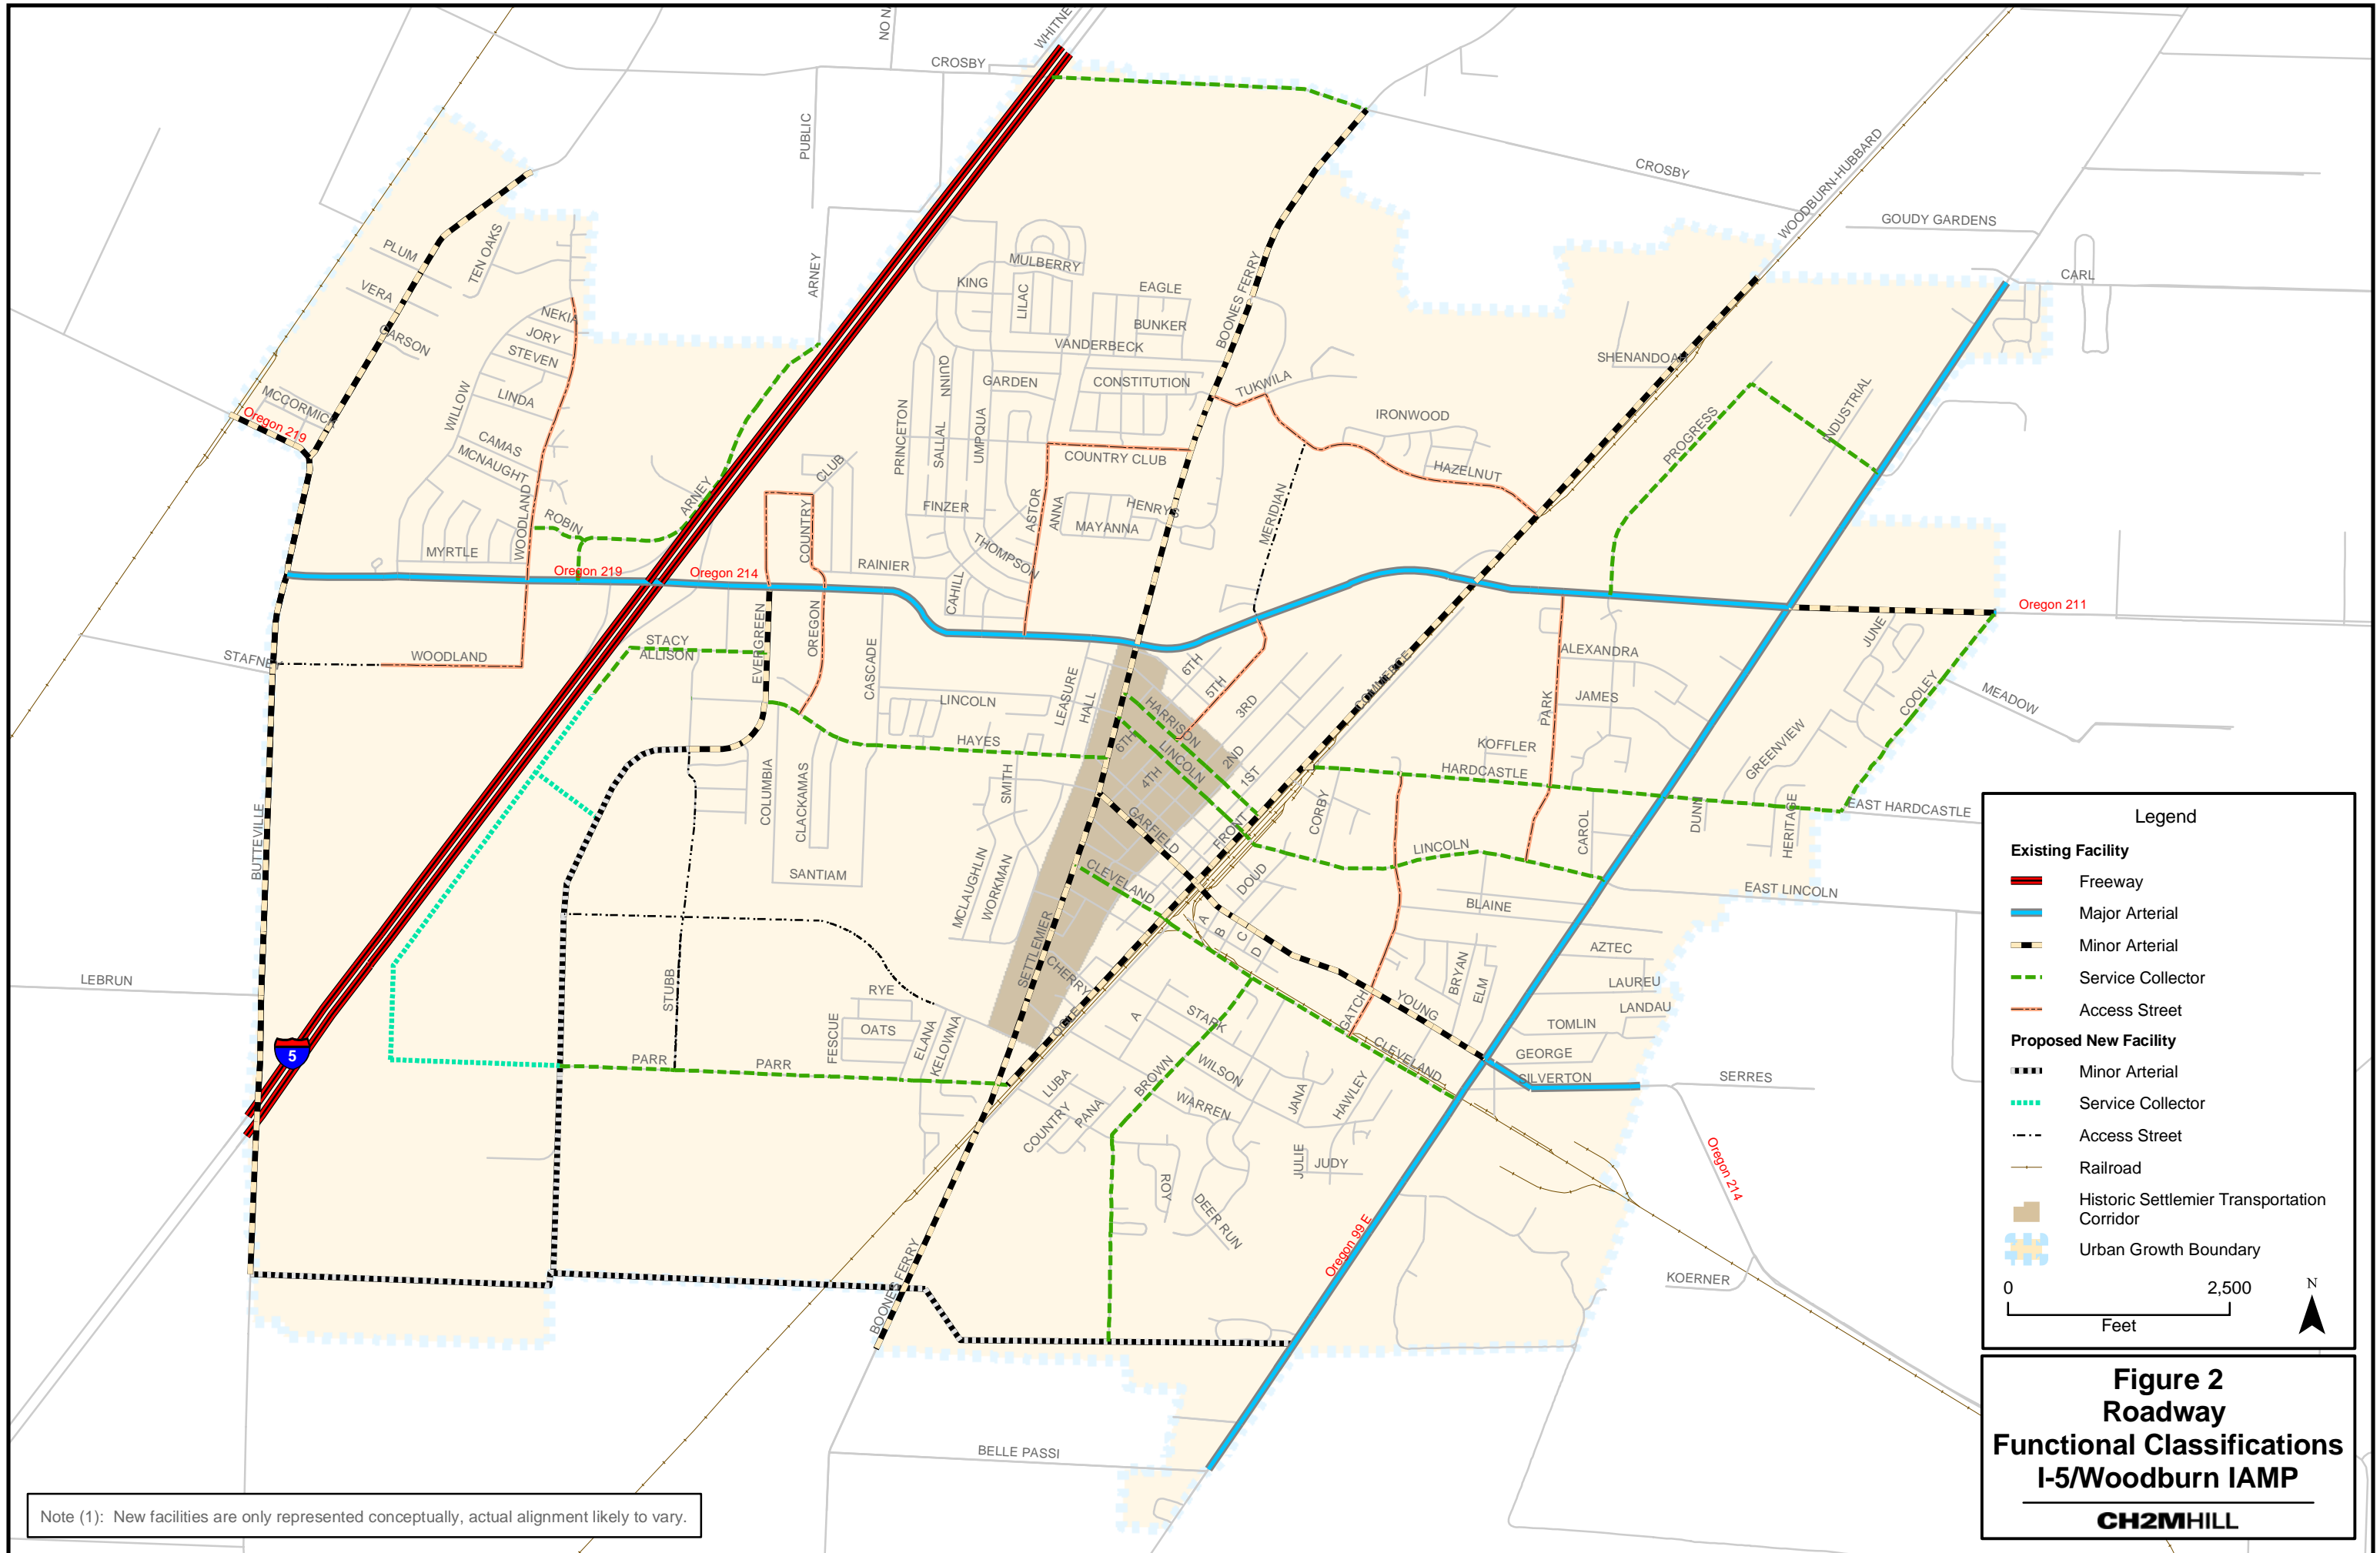 NO N
WHITNE
CROSBY
PUBLIC
CROSBY
WOODBURN-HUBBARD
GOUDY GARDENS
CARL
PLUM
TEN OAKS
VERA
CARSON
ARNEY
MULBERRY
KING
LILAC
EAGLE
BUNKER
BOONES FERRY
NEKIA
JORY
STEVEN
VANDERBECK
SHENANDOAH
MCCORMICK
Oregon 219
WILLOW
LINDA
QUINN
GARDEN
CONSTITUTION
TUKWILA
INDUSTRIAL
PROGRESS
CAMAS
MCNAUGHT
PRINCETON
SALLAL
UMPQUA
COUNTRY CLUB
IRONWOOD
HAZELNUT
CLUB
ARNEY
WOODLAND
ROBIN
COUNTRY
FINZER
ASTOR
ANNA
HENRYS
MAYANNA
MERIDIAN
MYRTLE
THOMPSON
RAINIER
CAHILL
Oregon 219
Oregon 214
Oregon 211
STAFNEY
WOODLAND
STACY
ALLISON
EVERGREEN
OREGON
CASCADE
LEASURE
HALL
6TH
5TH
3RD
HARRISON
COMMERCE
ALEXANDRA
JAMES
PARK
JUNE
COOLEY
MEADOW
LINCOLN
HAYES
6TH
LINCOLN
4TH
2ND
1ST
KOFFLER
HARDCASTLE
GREENVIEW
EAST HARDCASTLE
BUTTEVILLE
COLUMBIA
CLACKAMAS
SMITH
GARFIELD
FRONT
CORBY
CAROL
DUNN
HERITAGE
SANTIAM
MCLAUGHLIN
WORKMAN
CLEVELAND
DOUD
LINCOLN
EAST LINCOLN
BLAINE
A
B
C
D
AZTEC
LEBRUN
STUBB
SETTLEMIER
CHERRY
BRYAN
ELM
LAUREU
LANDAU
RYE
OATS
FESCUE
ELANA
KELOWNA
OGLE
A
STARK
GATCH
YOUNG
TOMLIN
GEORGE
SILVERTON
SERRES
5
PARR
PARR
LUBA
COUNTRY
PANA
BROWN
WILSON
WARREN
JANA
HAWLEY
CLEVELAND
JULIE
JUDY
ROY
DEER RUN
Oregon 214
Oregon 99 E
BOONES FERRY
KOERNER
BELLE PASSI
Legend
Existing Facility
Freeway
Major Arterial
Minor Arterial
Service Collector
Access Street
Proposed New Facility
Minor Arterial
Service Collector
Access Street
Railroad
Historic Settlemier Transportation
Corridor
Urban Growth Boundary
0 2,500
Feet
N
Figure 2
Roadway
Functional Classifications
I-5/Woodburn IAMP
CH2MHILL
Note (1): New facilities are only represented conceptually, actual alignment likely to vary.